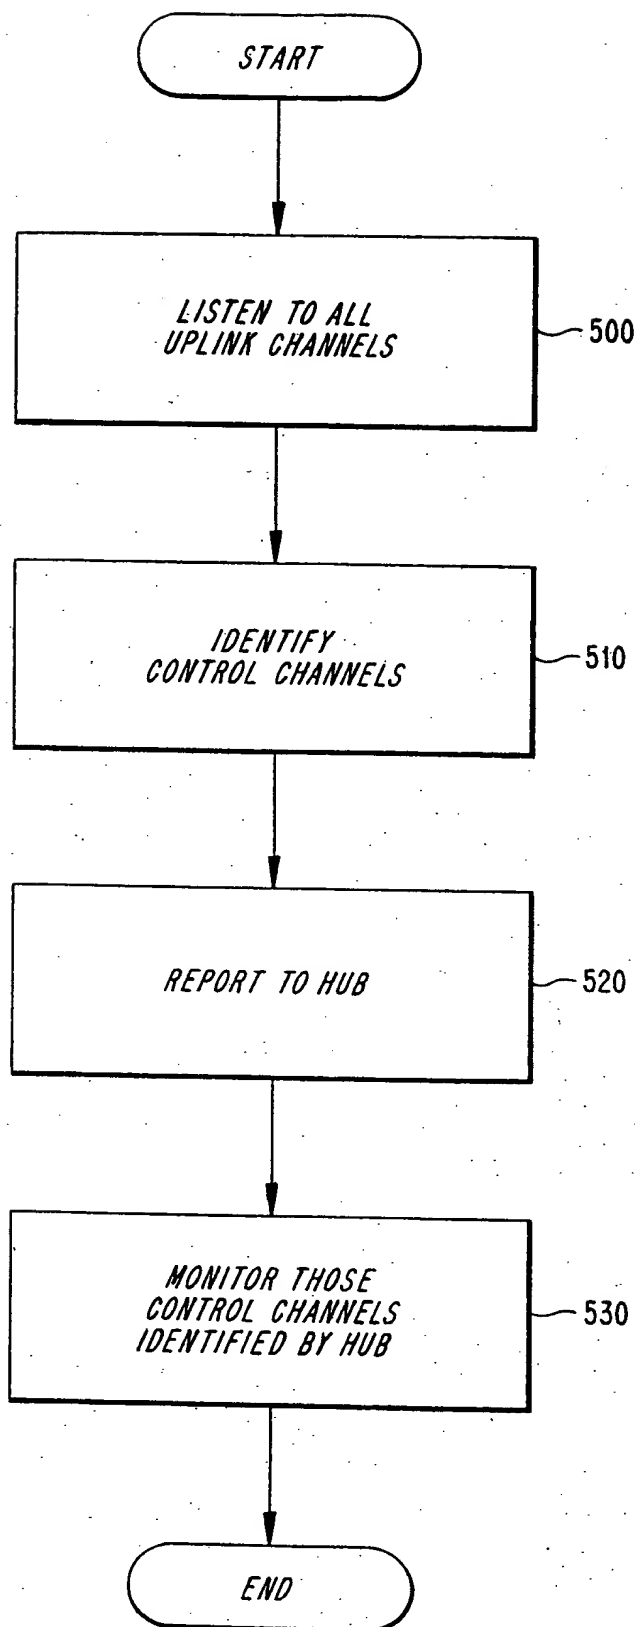 START
LISTEN TO ALL
UPLINK CHANNELS
500
IDENTIFY
CONTROL CHANNELS
510
REPORT TO HUB
520
MONITOR THOSE
CONTROL CHANNELS
IDENTIFIED BY HUB
530
END